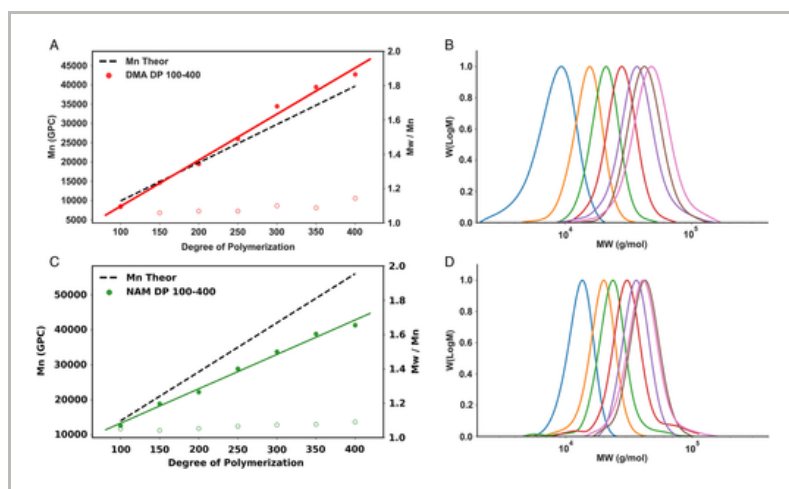 A
Mn Theor
DMA DP 100-400
45000
40000
35000
30000
25000
20000
15000
10000
5000
Mn (GPC)
2.0
1.8
1.6
1.4
1.2
1.0
Mw / Mn
100 150 200 250 300 350 400
Degree of Polymerization
B
1.0
0.8
0.6
0.4
0.2
0.0
W(LogM)
10⁴ 10⁵
MW (g/mol)
C
Mn Theor
NAM DP 100-400
50000
40000
30000
20000
10000
Mn (GPC)
2.0
1.8
1.6
1.4
1.2
1.0
Mw / Mn
100 150 200 250 300 350 400
Degree of Polymerization
D
1.0
0.8
0.6
0.4
0.2
0.0
W(LogM)
10⁴ 10⁵
MW (g/mol)